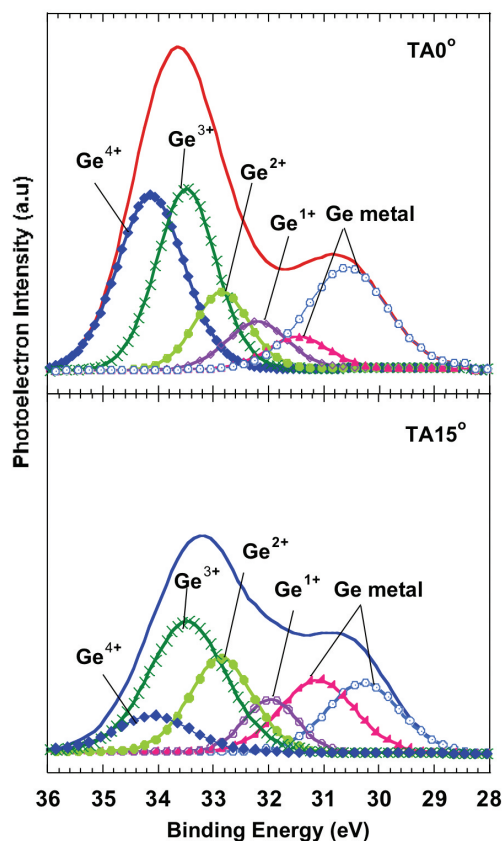 TA0°
Ge⁴⁺
Ge³⁺
Ge²⁺
Ge¹⁺
Ge metal
Photoelectron Intensity (a.u)
TA15°
Ge⁴⁺
Ge³⁺
Ge²⁺
Ge¹⁺
Ge metal
36 35 34 33 32 31 30 29 28
Binding Energy (eV)